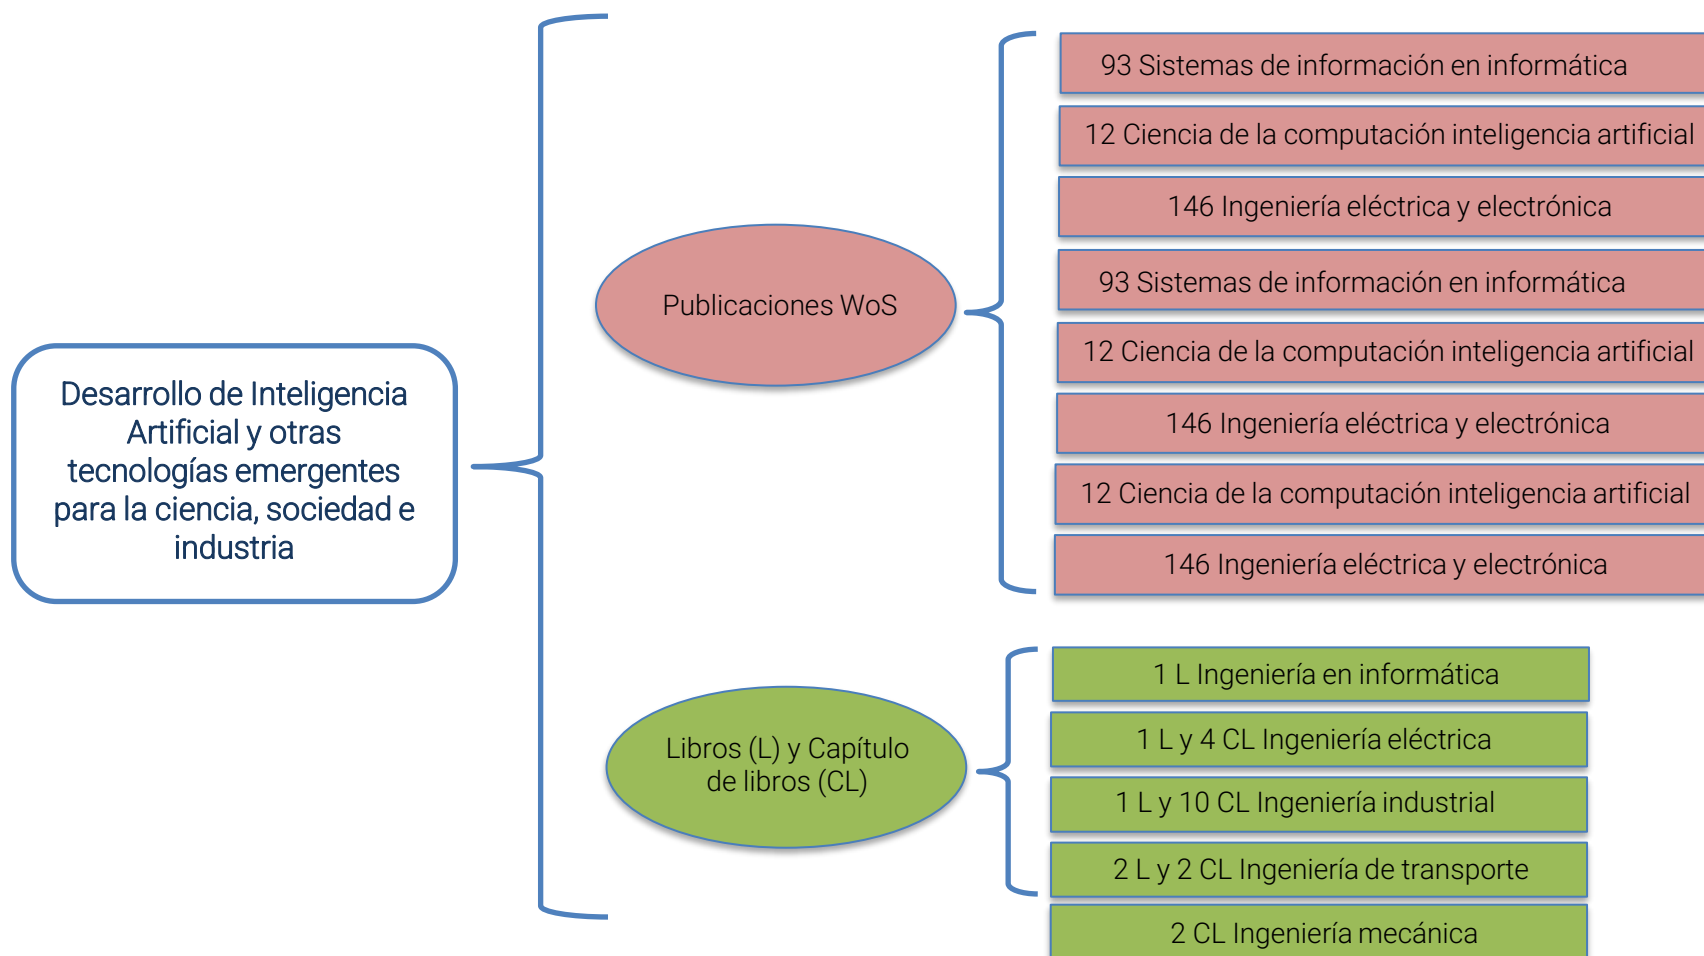 Desarrollo de Inteligencia
Artificial y otras
tecnologías emergentes
para la ciencia, sociedad e
industria
Publicaciones WoS
93 Sistemas de información en informática
12 Ciencia de la computación inteligencia artificial
146 Ingeniería eléctrica y electrónica
93 Sistemas de información en informática
12 Ciencia de la computación inteligencia artificial
146 Ingeniería eléctrica y electrónica
12 Ciencia de la computación inteligencia artificial
146 Ingeniería eléctrica y electrónica
Libros (L) y Capítulo
de libros (CL)
1 L Ingeniería en informática
1 L y 4 CL Ingeniería eléctrica
1 L y 10 CL Ingeniería industrial
2 L y 2 CL Ingeniería de transporte
2 CL Ingeniería mecánica